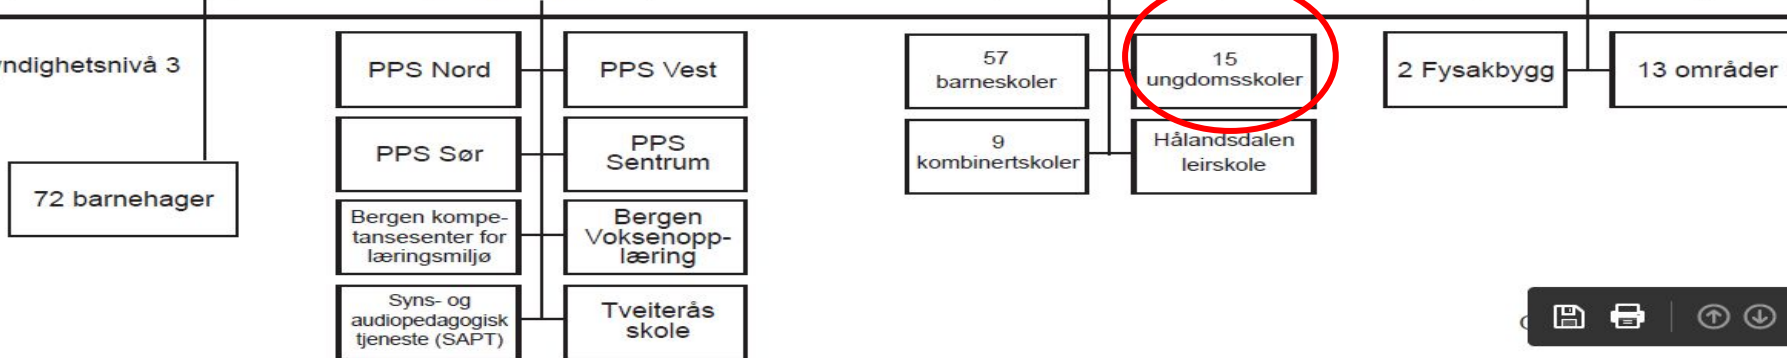 yndighetsnivå 3
72 barnehager
PPS Nord
PPS Vest
PPS Sør
PPS
Sentrum
Bergen kompe-
tansesenter for
læringsmiljø
Bergen
Voksenopp-
læring
Syns- og
audiopedagogisk
tjeneste (SAPT)
Tveiterås
skole
57
barneskoler
15
ungdomsskoler
9
kombinertskoler
Hålandsdalen
leirskole
2 Fysakbygg
13 områder